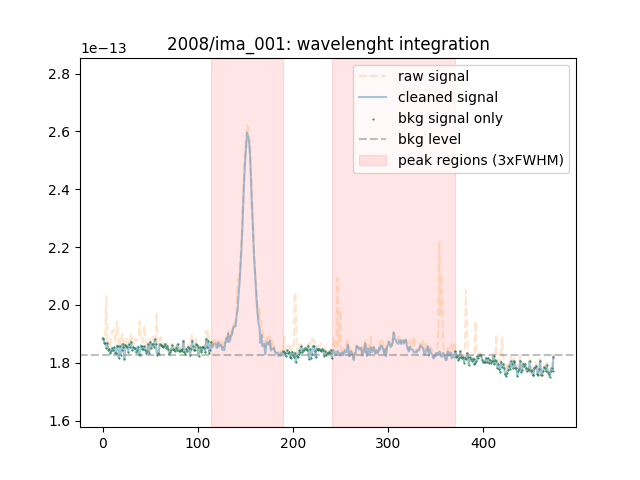 2008/ima_001: wavelenght integration
1e−13
2.8
2.6
2.4
2.2
2.0
1.8
1.6
0
100
200
300
400
raw signal
cleaned signal
bkg signal only
bkg level
peak regions (3xFWHM)